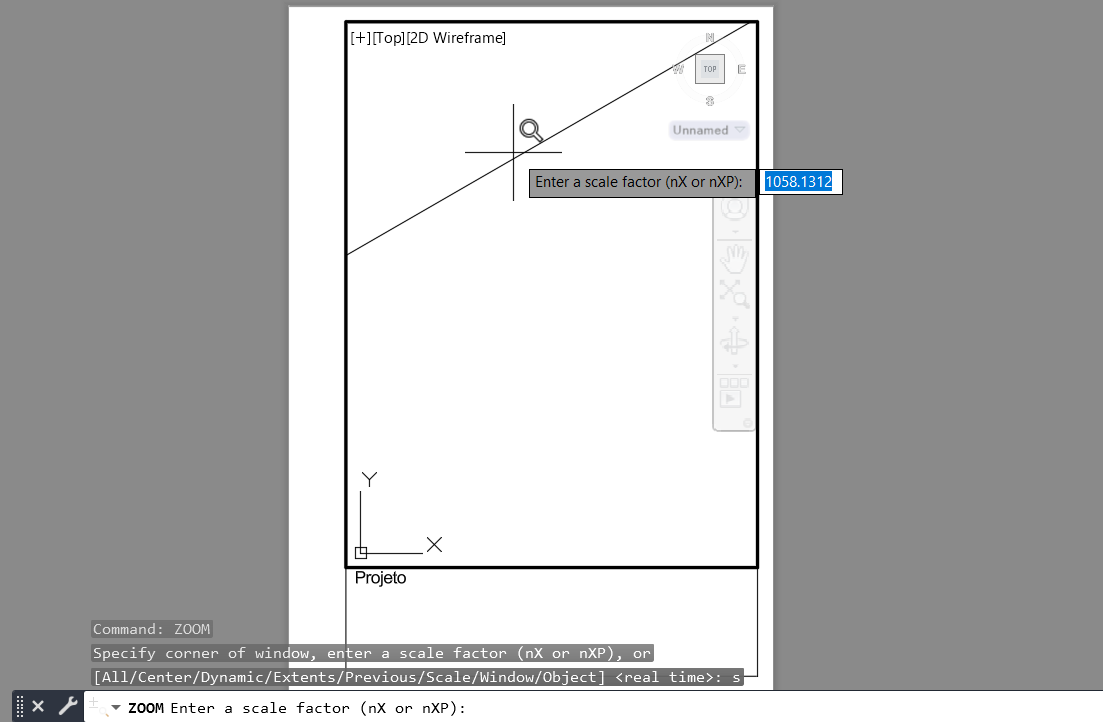 [+][Top][2D Wireframe]
N
W
TOP
E
S
Unnamed
Enter a scale factor (nX or nXP):
1058.1312
Y
X
Projeto
Command: ZOOM
Specify corner of window, enter a scale factor (nX or nXP), or
[All/Center/Dynamic/Extents/Previous/Scale/Window/Object] <real time>: s
ZOOM Enter a scale factor (nX or nXP):